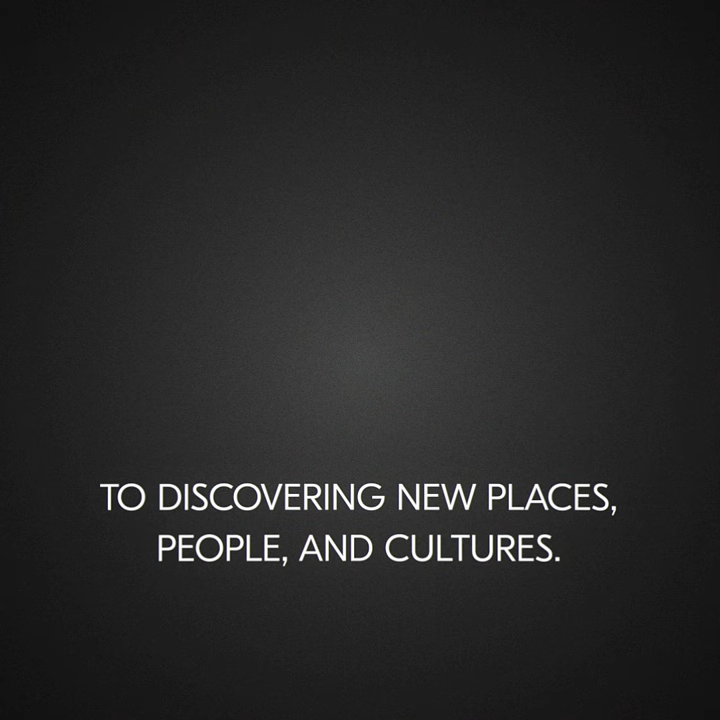 TO DISCOVERING NEW PLACES,
PEOPLE, AND CULTURES.